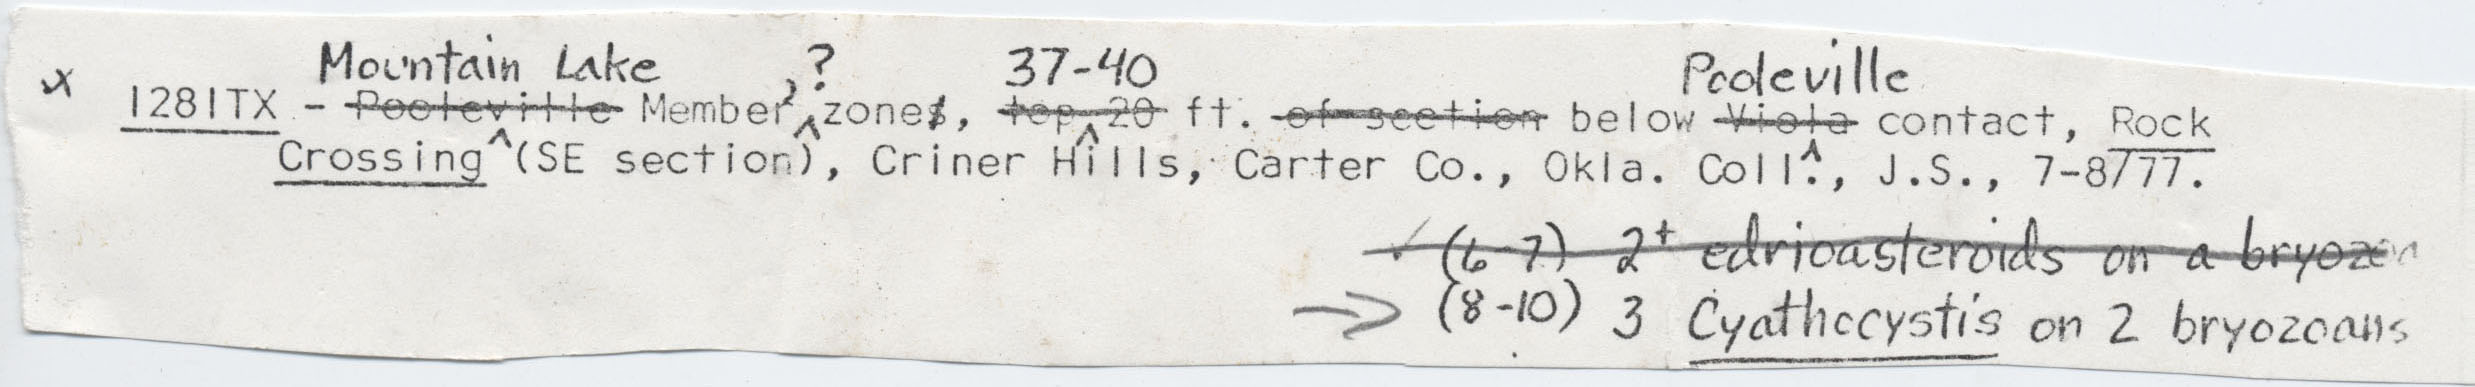 Mountain Lake , ? 37-40 Pooleville
x 1281TX - Pooleville Member, zones, top 20 ft. of section below Viola contact, Rock
Crossing (SE section), Criner Hills, Carter Co., Okla. Coll., J.S., 7-8/77.
✓ (6-7) 2+ edrioasteroids on a bryozoan
→ (8-10) 3 Cyathocystis on 2 bryozoans